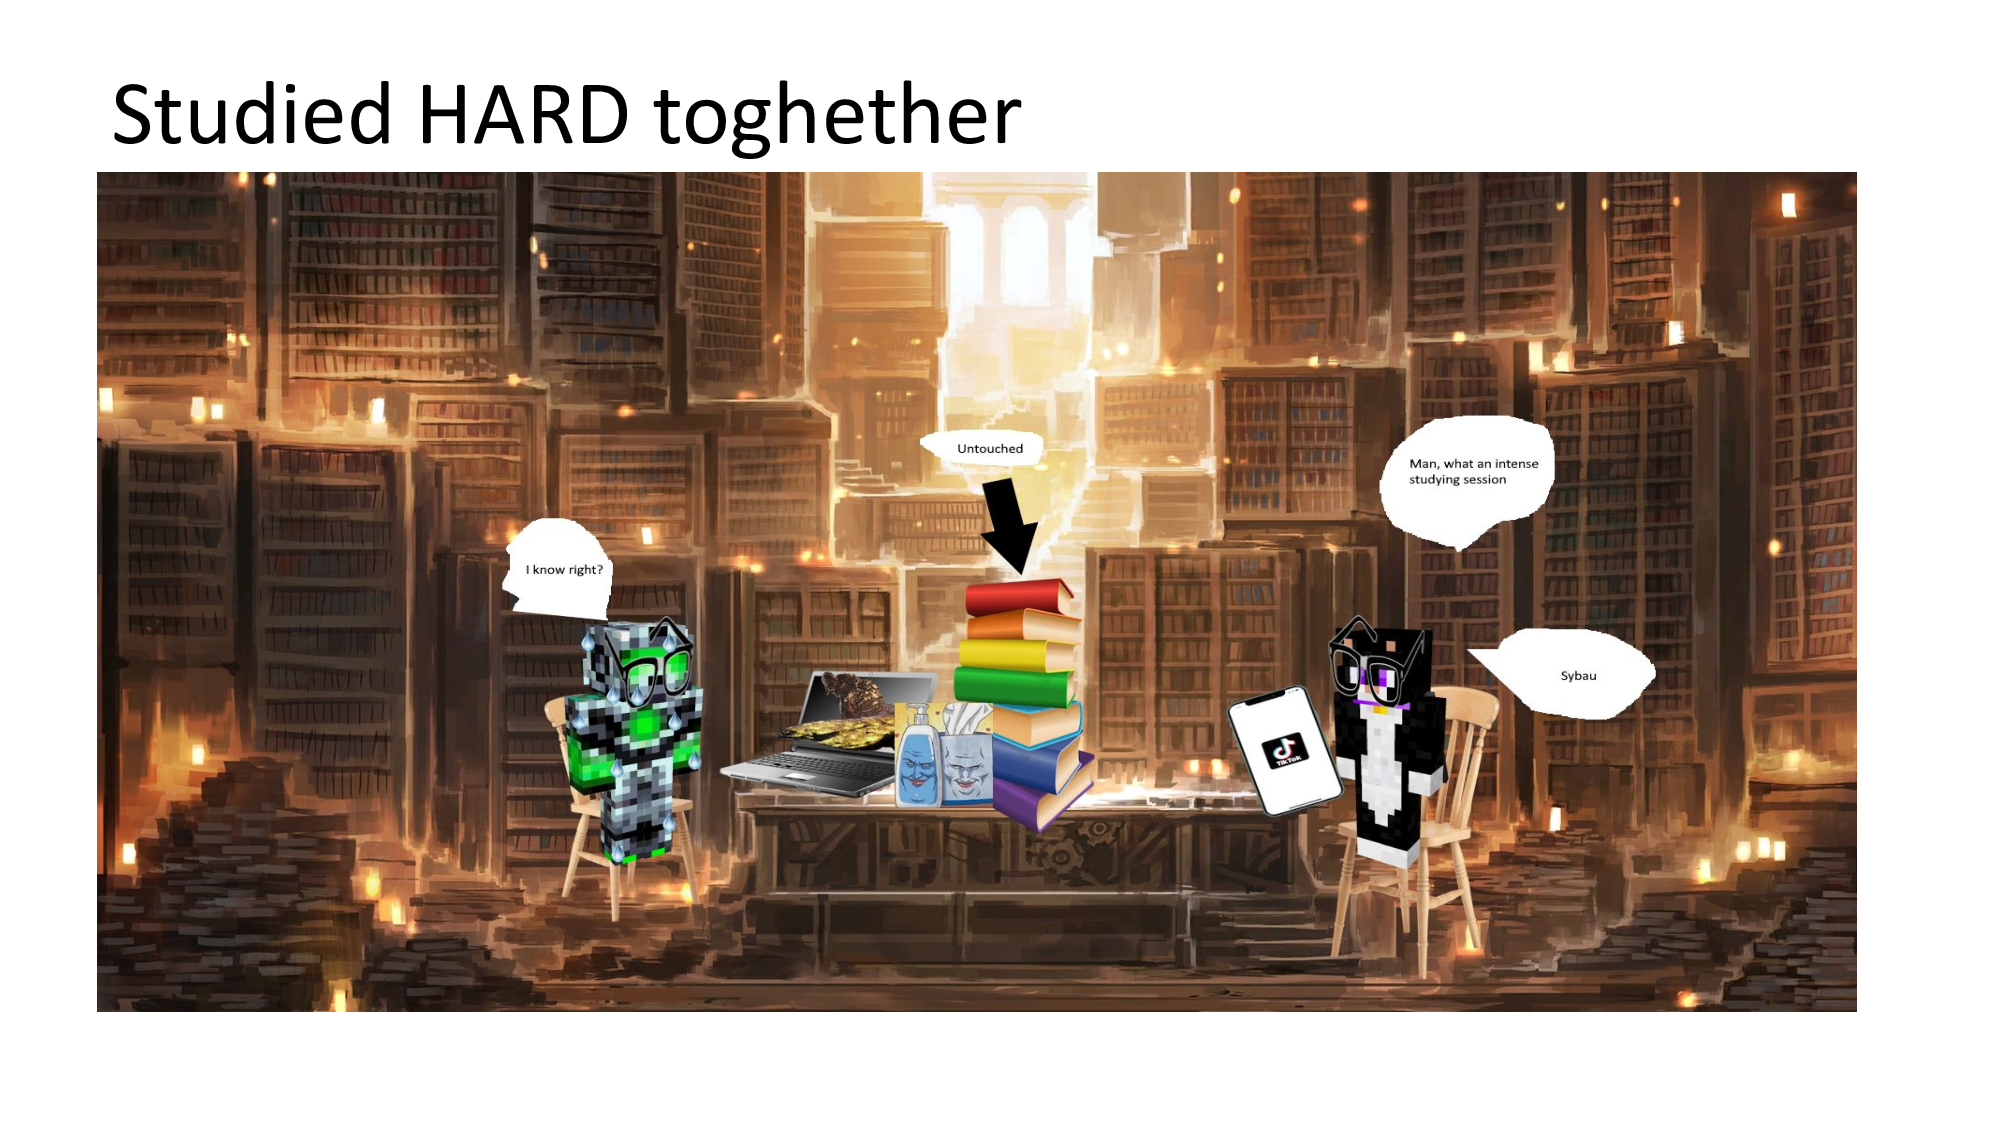 Studied HARD toghether
Untouched
Man, what an intense
studying session
I know right?
Sybau
TikTok